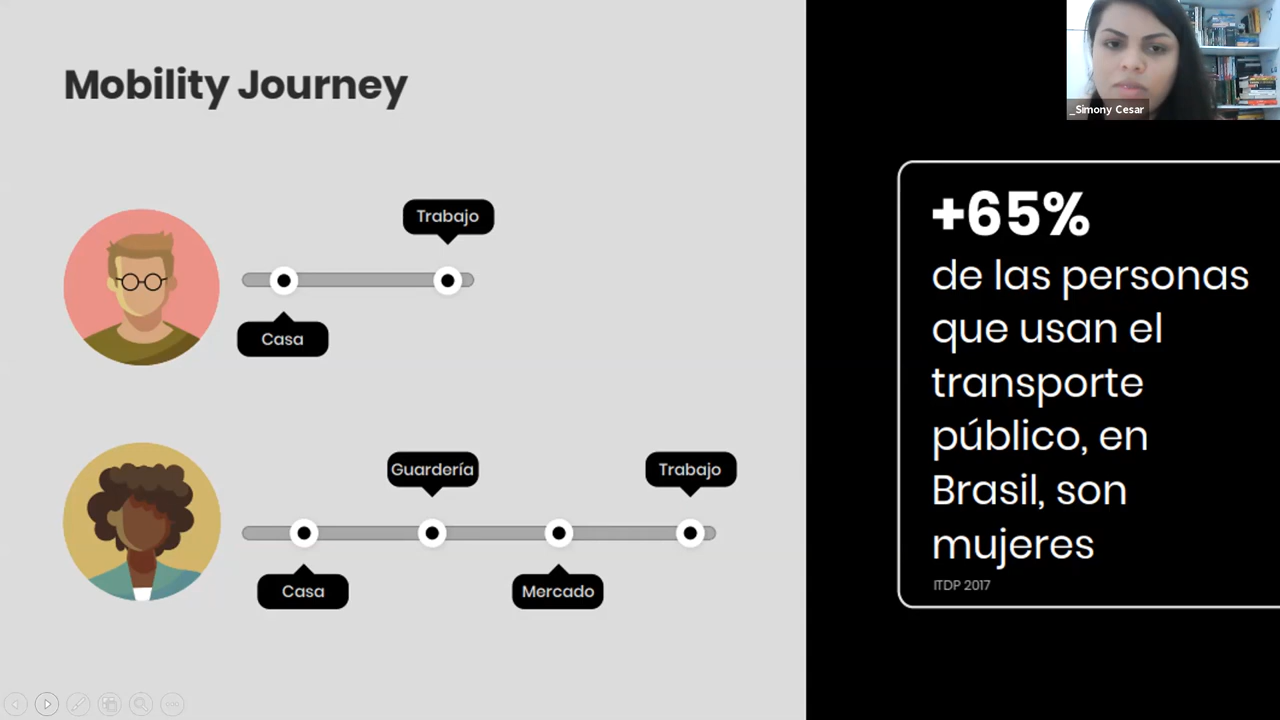 Mobility Journey
Trabajo
Casa
Guardería
Trabajo
Casa
Mercado
_Simony Cesar
+65%
de las personas
que usan el
transporte
público, en
Brasil, son
mujeres
ITDP 2017